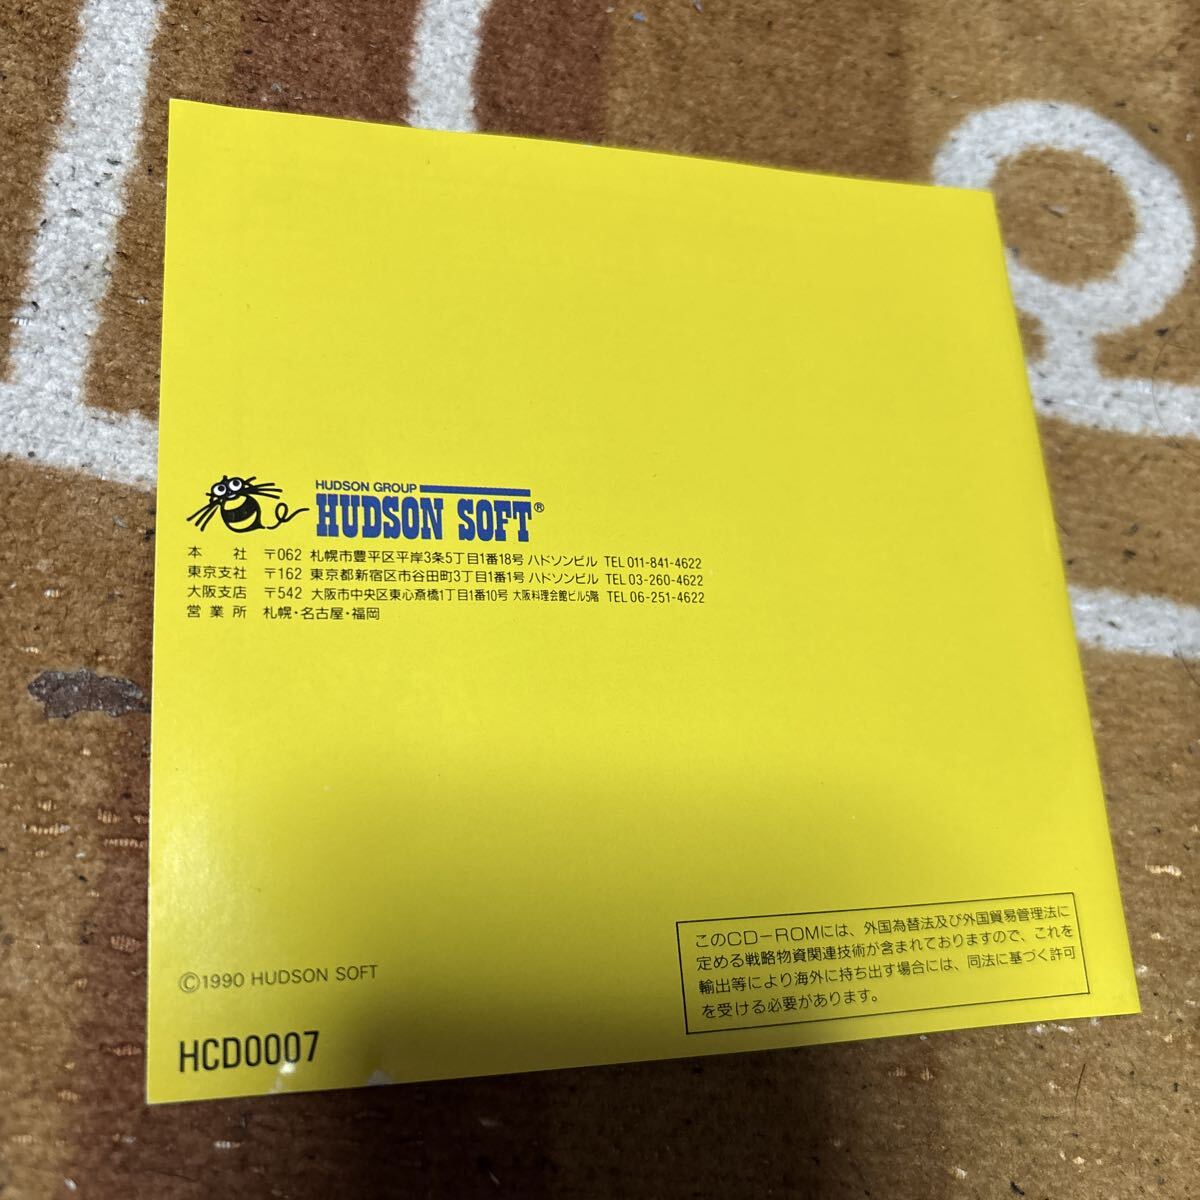 HUDSON GROUP
HUDSON SOFT®
本　社　〒062 札幌市豊平区平岸3条5丁目1番18号 ハドソンビル TEL 011-841-4622
東京支社　〒162 東京都新宿区市谷田町3丁目1番1号 ハドソンビル TEL 03-260-4622
大阪支店　〒542 大阪市中央区東心斎橋1丁目1番10号 大阪料理会館ビル5階 TEL 06-251-4622
営業所　札幌・名古屋・福岡
このCD-ROMには、外国為替法及び外国貿易管理法に
定める戦略物資関連技術が含まれておりますので、これを
輸出等により海外に持ち出す場合には、同法に基づく許可
を受ける必要があります。
©1990 HUDSON SOFT
HCD0007